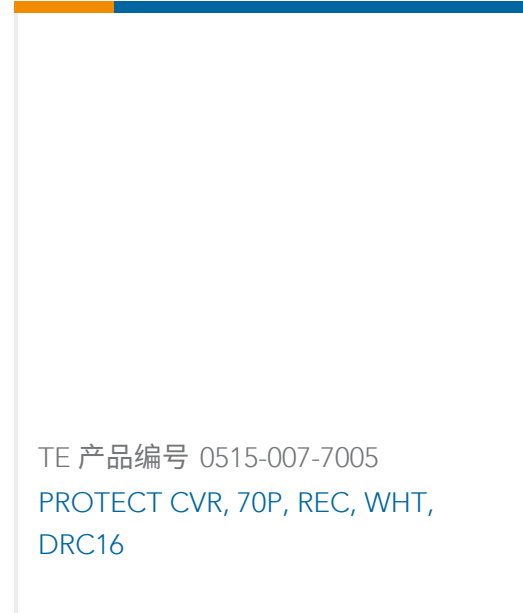 TE 产品编号 0515-007-7005
PROTECT CVR, 70P, REC, WHT,
DRC16